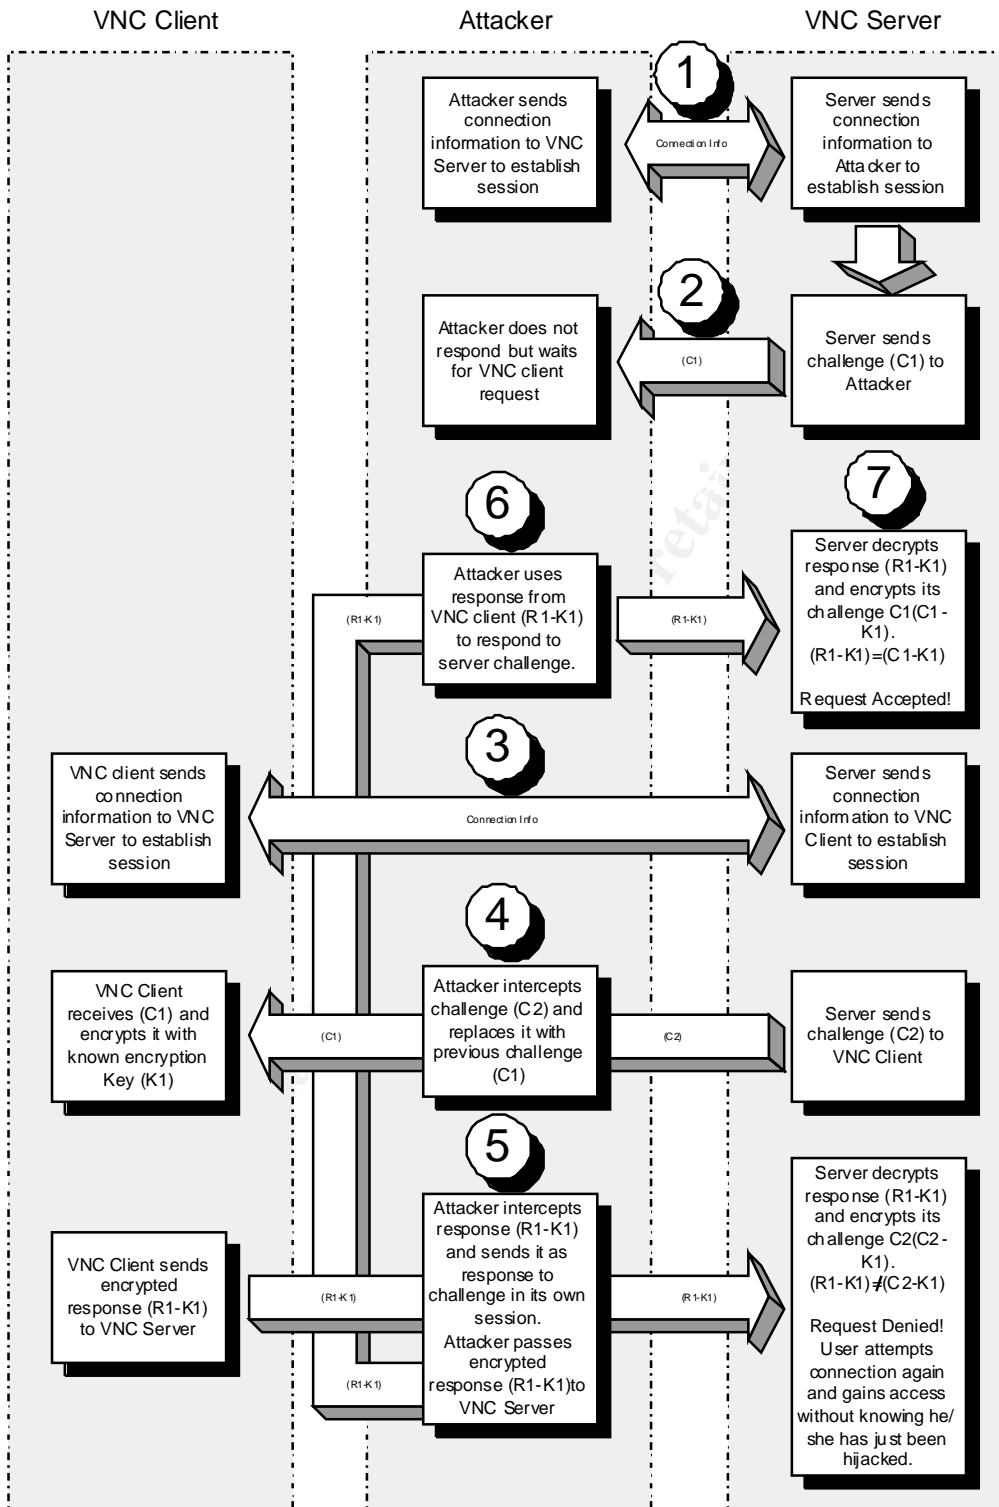 VNC Client
Attacker
VNC Server
1
Attacker sends
connection
information to VNC
Server to establish
session
Connection Info
Server sends
connection
information to
Attacker to
establish session
2
Attacker does not
respond but waits
for VNC client
request
(C1)
Server sends
challenge (C1) to
Attacker
retai
6
7
(R1-K1)
Attacker uses
response from
VNC client (R1-K1)
to respond to
server challenge.
(R1-K1)
Server decrypts
response (R1-K1)
and encrypts its
challenge C1(C1-
K1).
(R1-K1)=(C1-K1)
Request Accepted!
3
VNC client sends
connection
information to VNC
Server to establish
session
Connection Info
Server sends
connection
information to VNC
Client to establish
session
4
VNC Client
receives (C1) and
encrypts it with
known encryption
Key (K1)
(C1)
Attacker intercepts
challenge (C2) and
replaces it with
previous challenge
(C1)
(C2)
Server sends
challenge (C2) to
VNC Client
5
VNC Client sends
encrypted
response (R1-K1)
to VNC Server
(R1-K1)
(R1-K1)
Attacker intercepts
response (R1-K1)
and sends it as
response to
challenge in its own
session.
Attacker passes
encrypted
response (R1-K1)to
VNC Server
(R1-K1)
Server decrypts
response (R1-K1)
and encrypts its
challenge C2(C2-
K1).
(R1-K1)≠(C2-K1)
Request Denied!
User attempts
connection again
and gains access
without knowing he/
she has just been
hijacked.